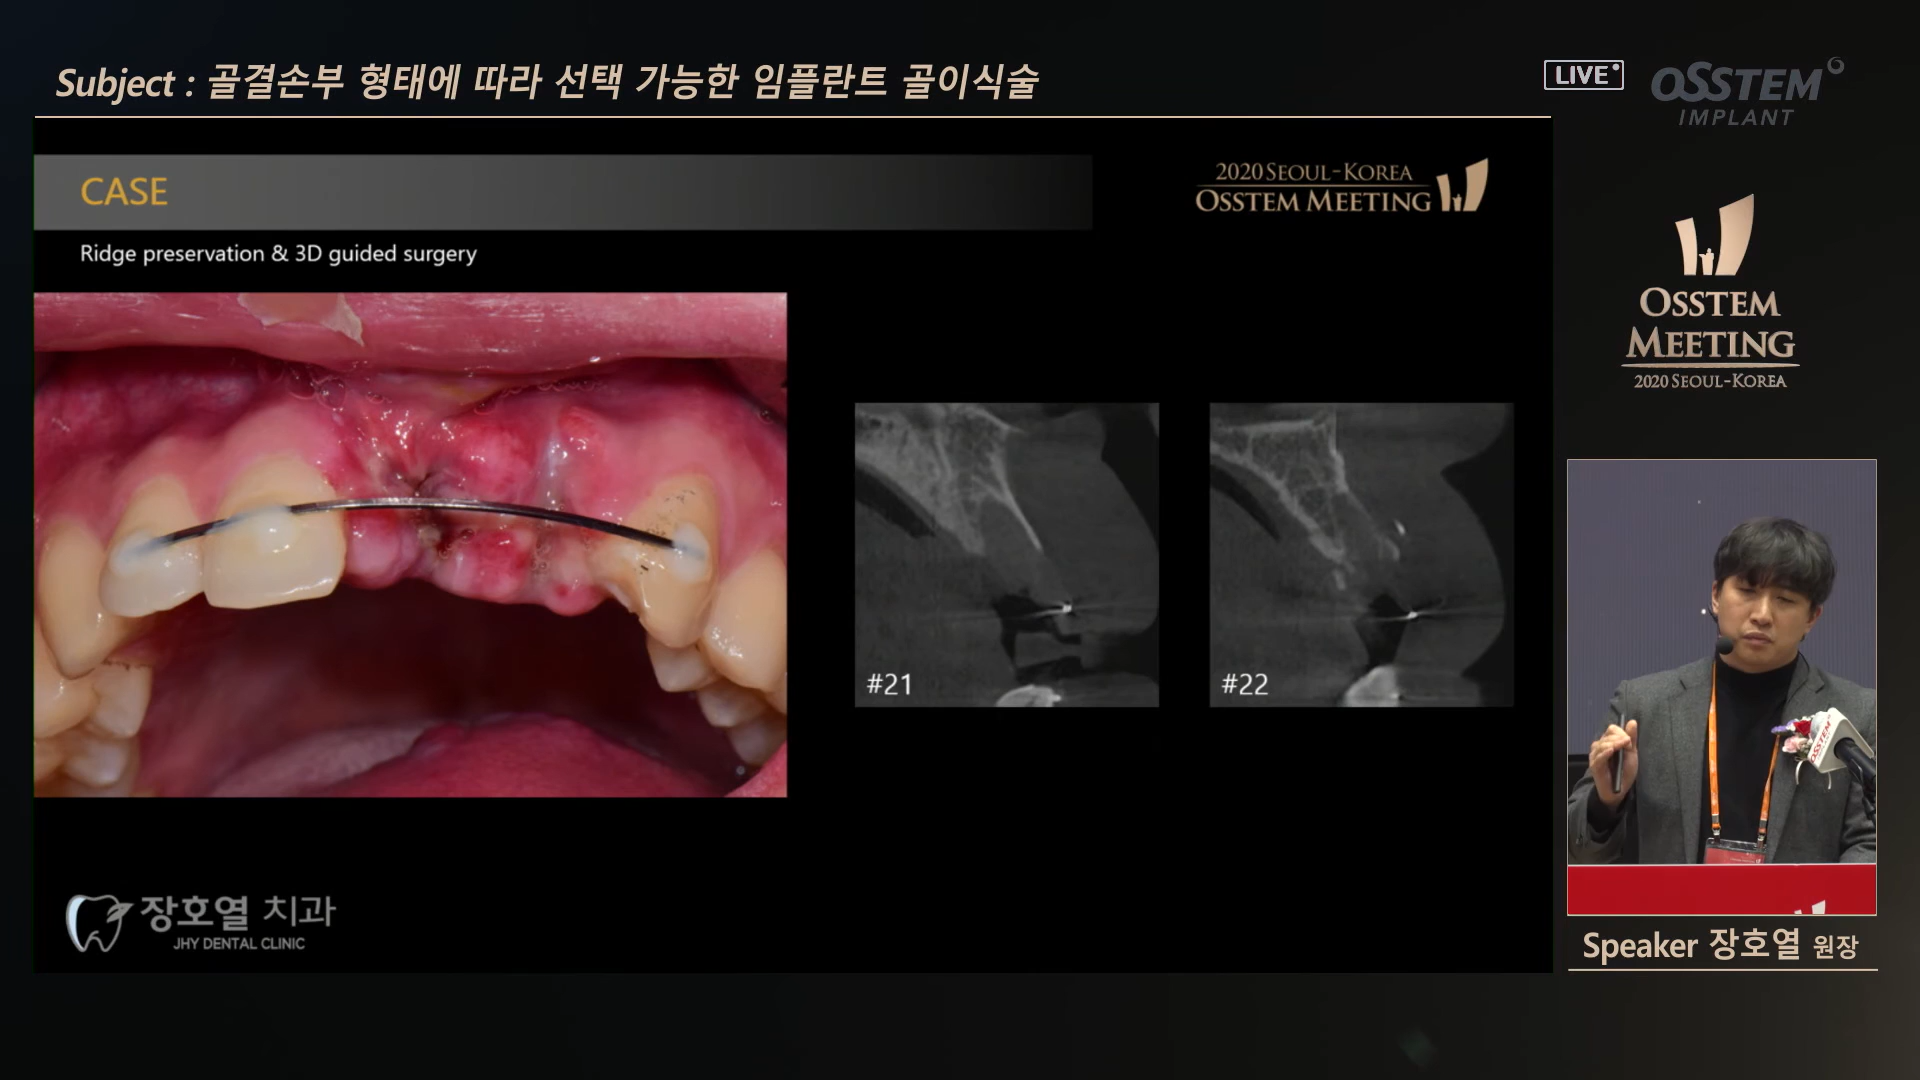 Subject : 골결손부 형태에 따라 선택 가능한 임플란트 골이식술
LIVE
OSSTEM
IMPLANT
CASE
2020 SEOUL-KOREA
OSSTEM MEETING
Ridge preservation & 3D guided surgery
OSSTEM
MEETING
2020 SEOUL-KOREA
#21
#22
OSSTEM
장호열 치과
JHY DENTAL CLINIC
Speaker 장호열 원장